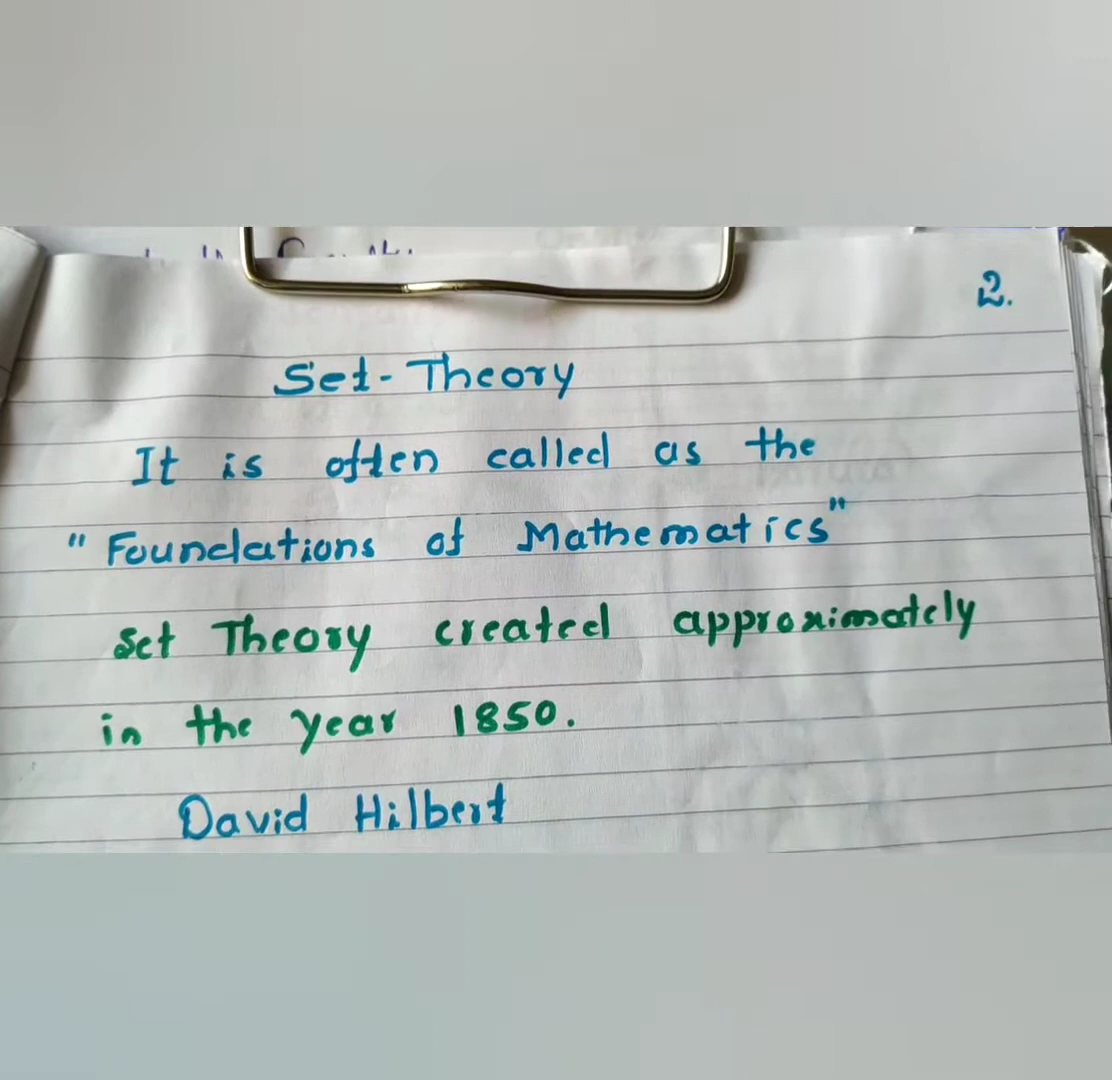 2.
Set-Theory
It is often called as the
"Foundations of Mathematics"
Set Theory created approximately
in the year 1850.
David Hilbert